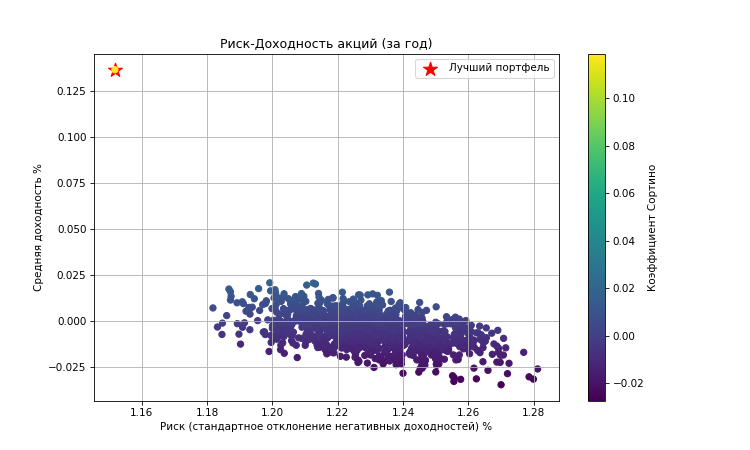 Риск-Доходность акций (за год)
Лучший портфель
0.125
0.100
0.075
0.050
0.025
0.000
−0.025
Средняя доходность %
1.16 1.18 1.20 1.22 1.24 1.26 1.28
Риск (стандартное отклонение негативных доходностей) %
0.10
0.08
0.06
0.04
0.02
0.00
−0.02
Коэффициент Сортино